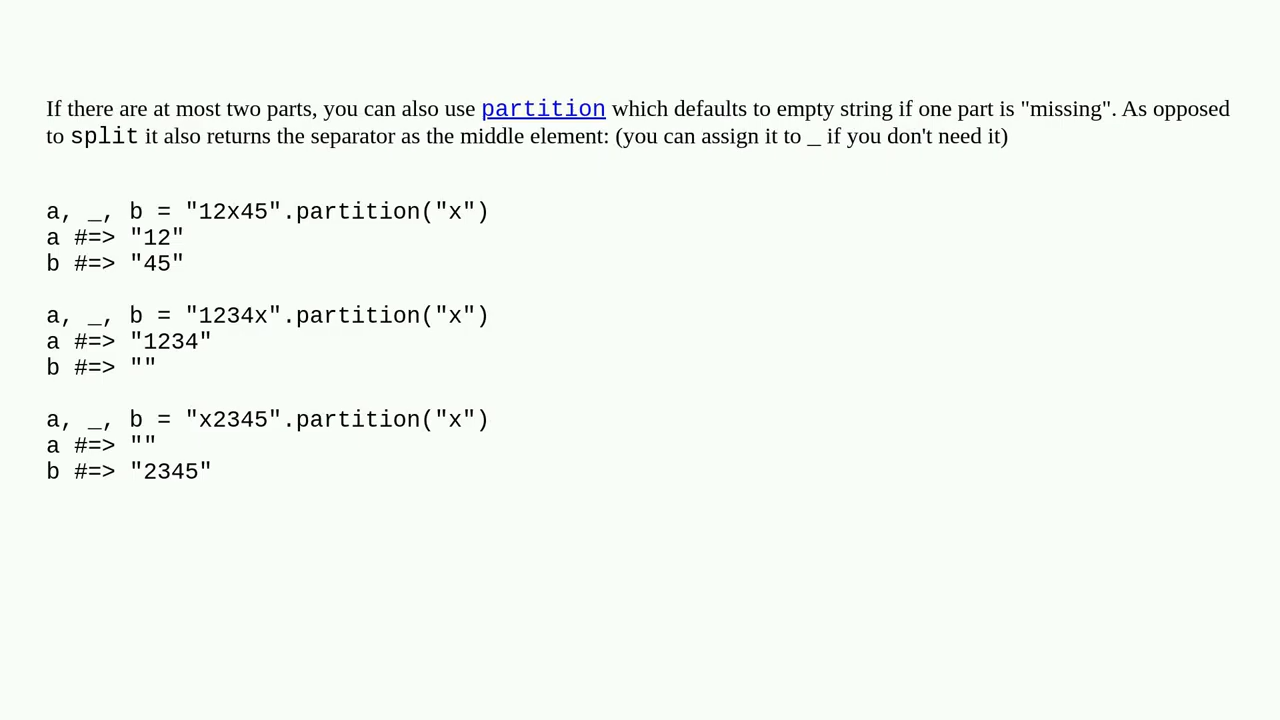 If there are at most two parts, you can also use partition which defaults to empty string if one part is "missing". As opposed
to split it also returns the separator as the middle element: (you can assign it to _ if you don't need it)
a, _, b = "12x45".partition("x")
a #=> "12"
b #=> "45"
a, _, b = "1234x".partition("x")
a #=> "1234"
b #=> ""
a, _, b = "x2345".partition("x")
a #=> ""
b #=> "2345"